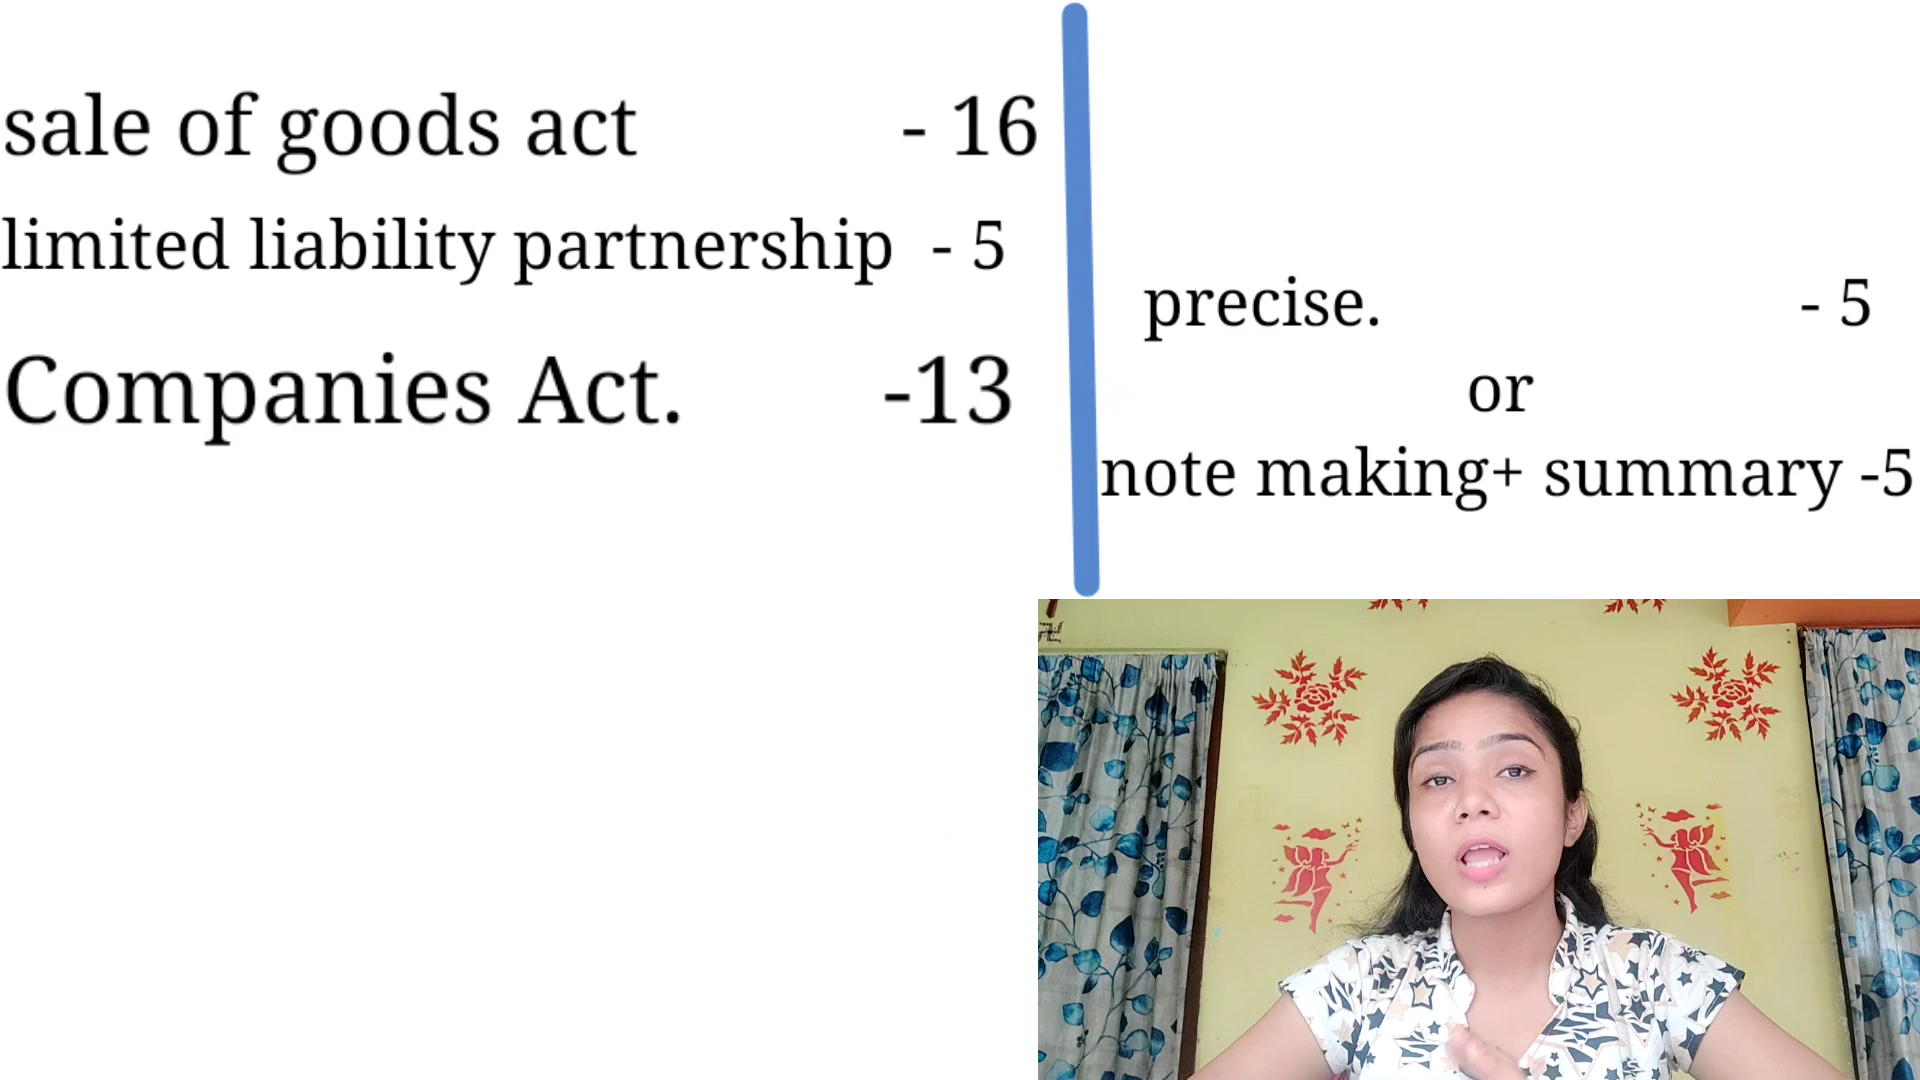 sale of goods act - 16
limited liability partnership - 5
Companies Act. -13
precise. - 5
or
note making+ summary -5